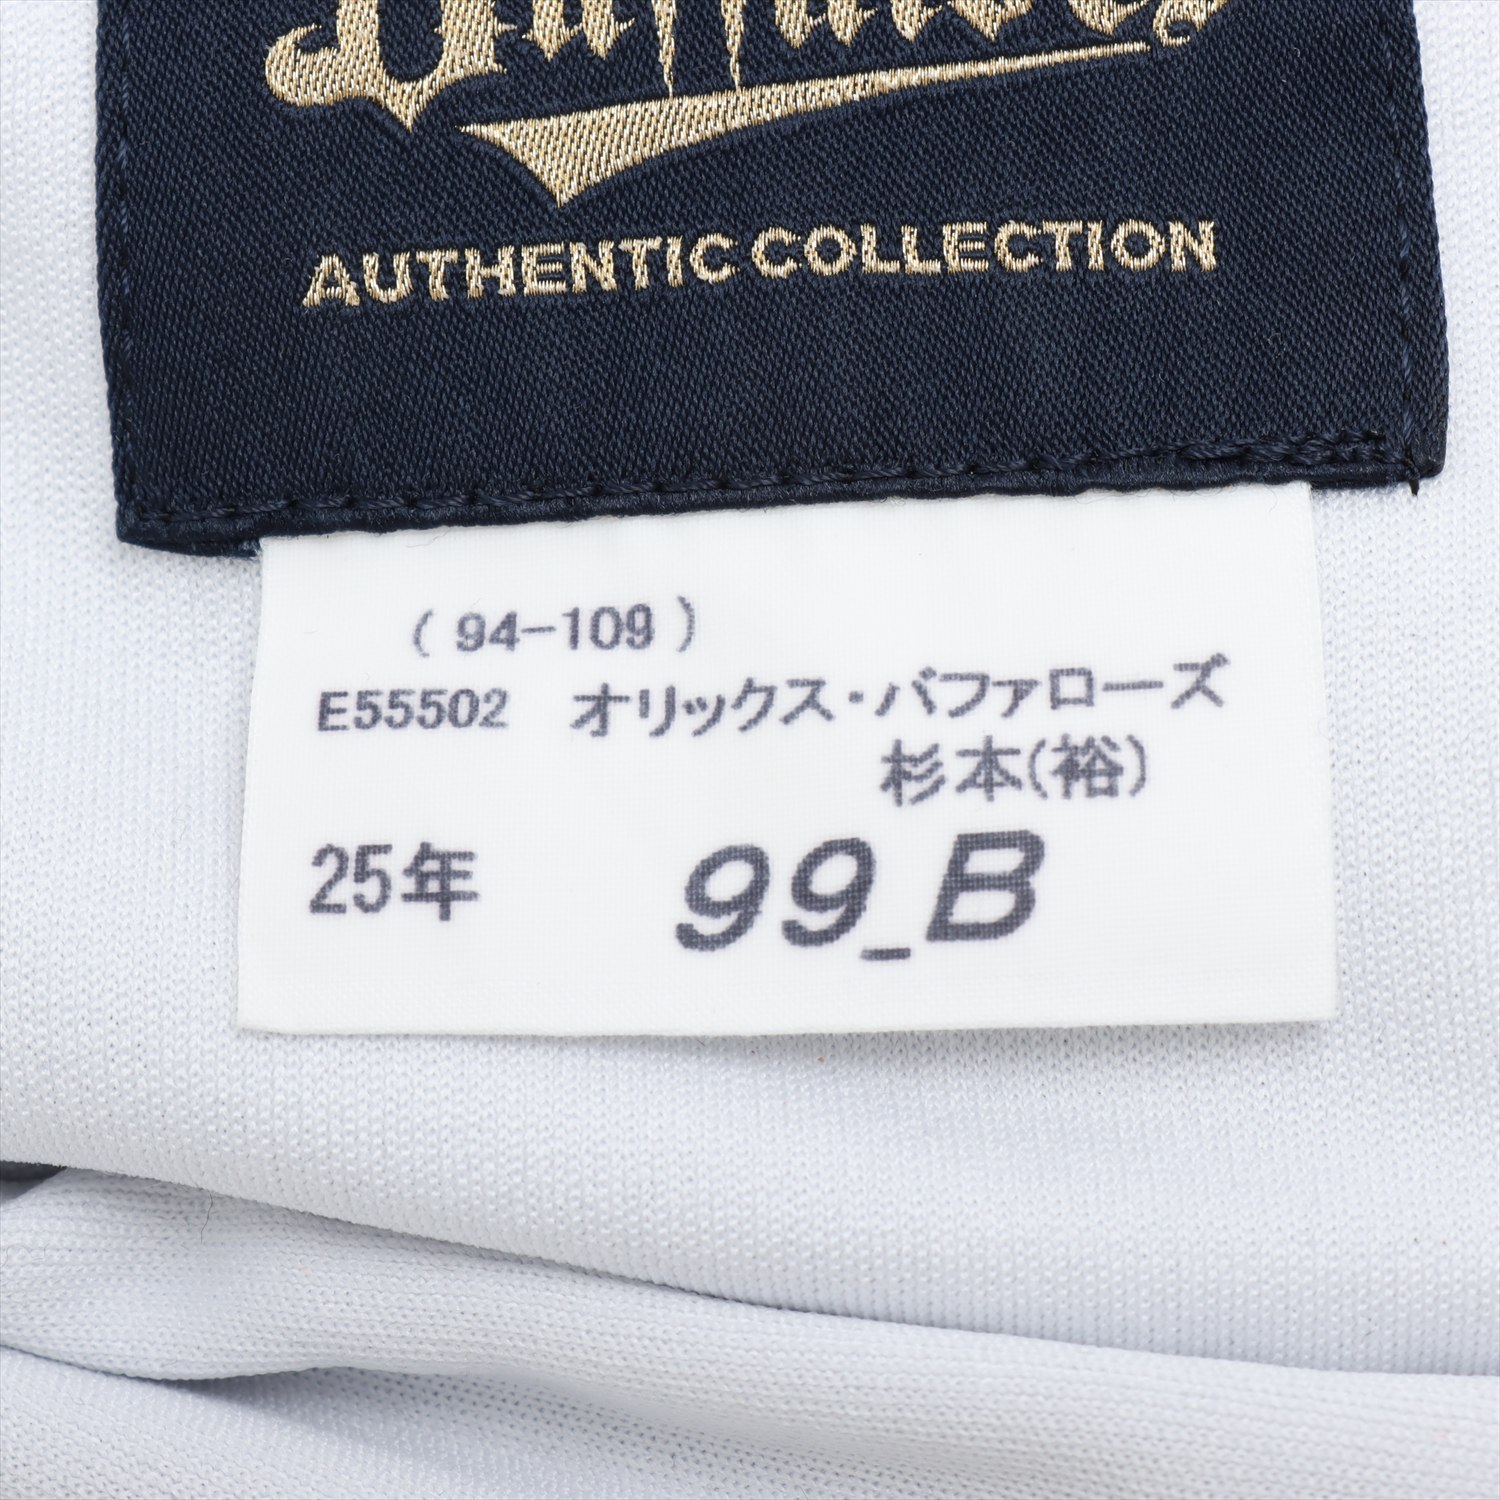 Buffaloes
AUTHENTIC COLLECTION
( 94-109 )
E55502 オリックス・バファローズ
杉本(裕)
25年 99_B